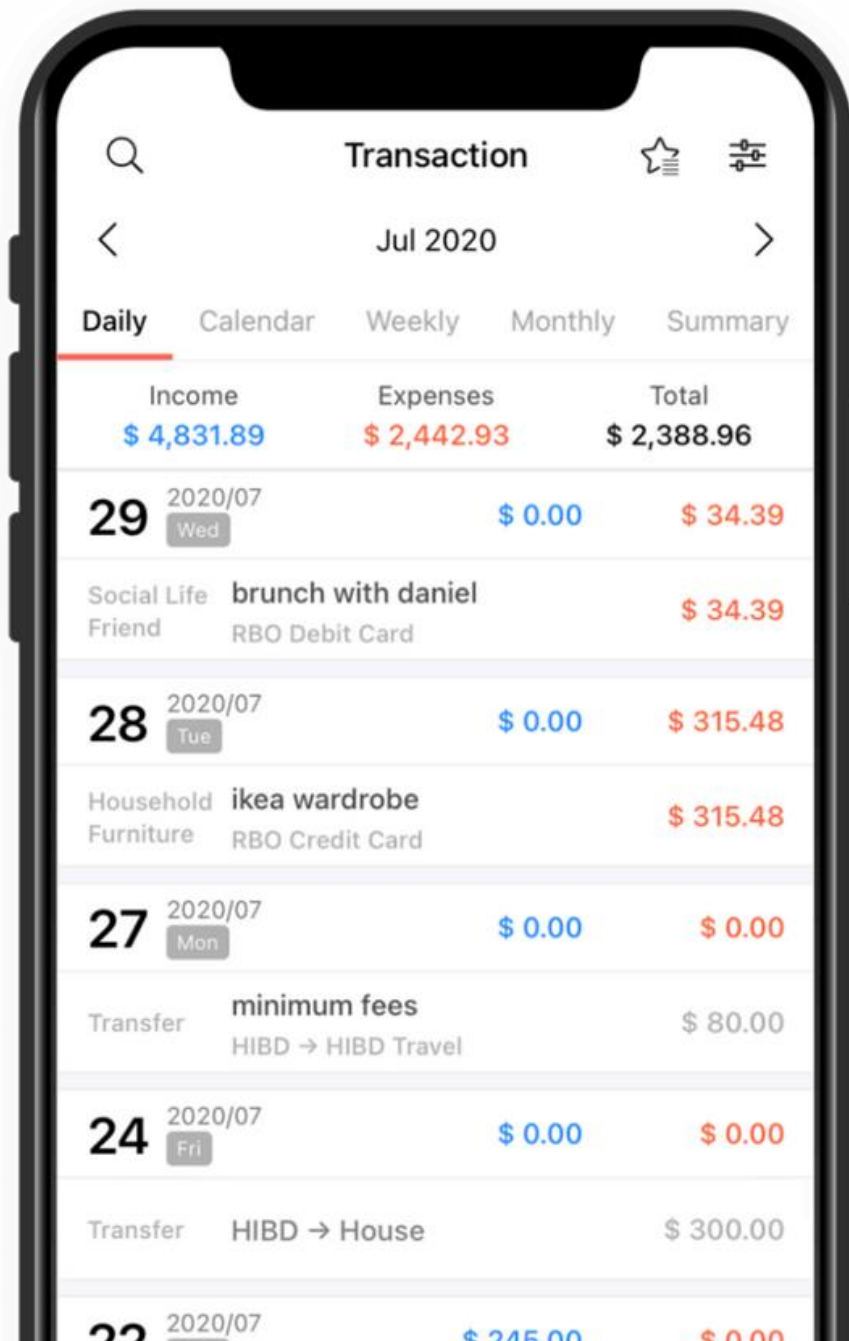 Transaction
Jul 2020
Daily Calendar Weekly Monthly Summary
Income Expenses Total
$ 4,831.89 $ 2,442.93 $ 2,388.96
29 2020/07 Wed $ 0.00 $ 34.39
Social Life Friend brunch with daniel RBO Debit Card $ 34.39
28 2020/07 Tue $ 0.00 $ 315.48
Household Furniture ikea wardrobe RBO Credit Card $ 315.48
27 2020/07 Mon $ 0.00 $ 0.00
Transfer minimum fees HIBD → HIBD Travel $ 80.00
24 2020/07 Fri $ 0.00 $ 0.00
Transfer HIBD → House $ 300.00
2020/07 $ 245.00 $ 0.00